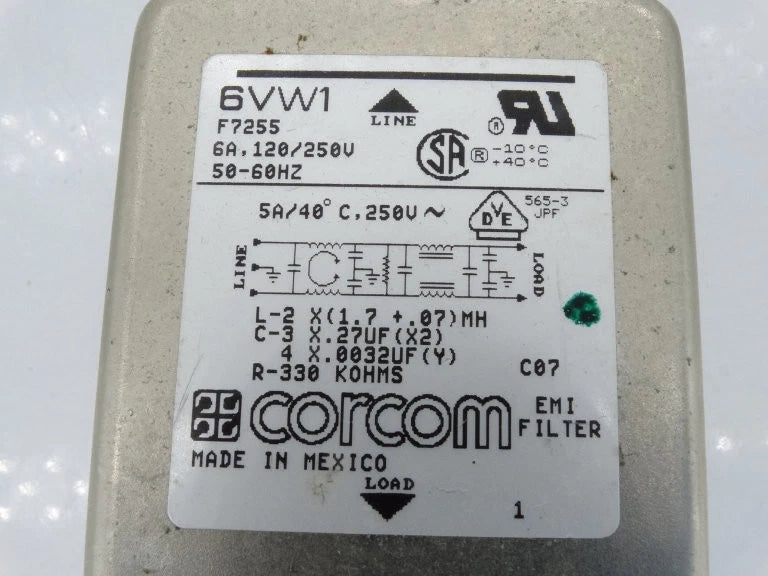 6VW1
LINE
F7255
6A, 120/250V
50-60HZ
SA ® -10°C
+40°C
5A/40° C, 250V ~
DVE
565-3
JPF
LINE
LOAD
L-2 X(1.7 +.07)MH
C-3 X.27UF(X2)
4 X.0032UF(Y)
R-330 KOHMS
C07
corcom
EMI
FILTER
MADE IN MEXICO
LOAD
1